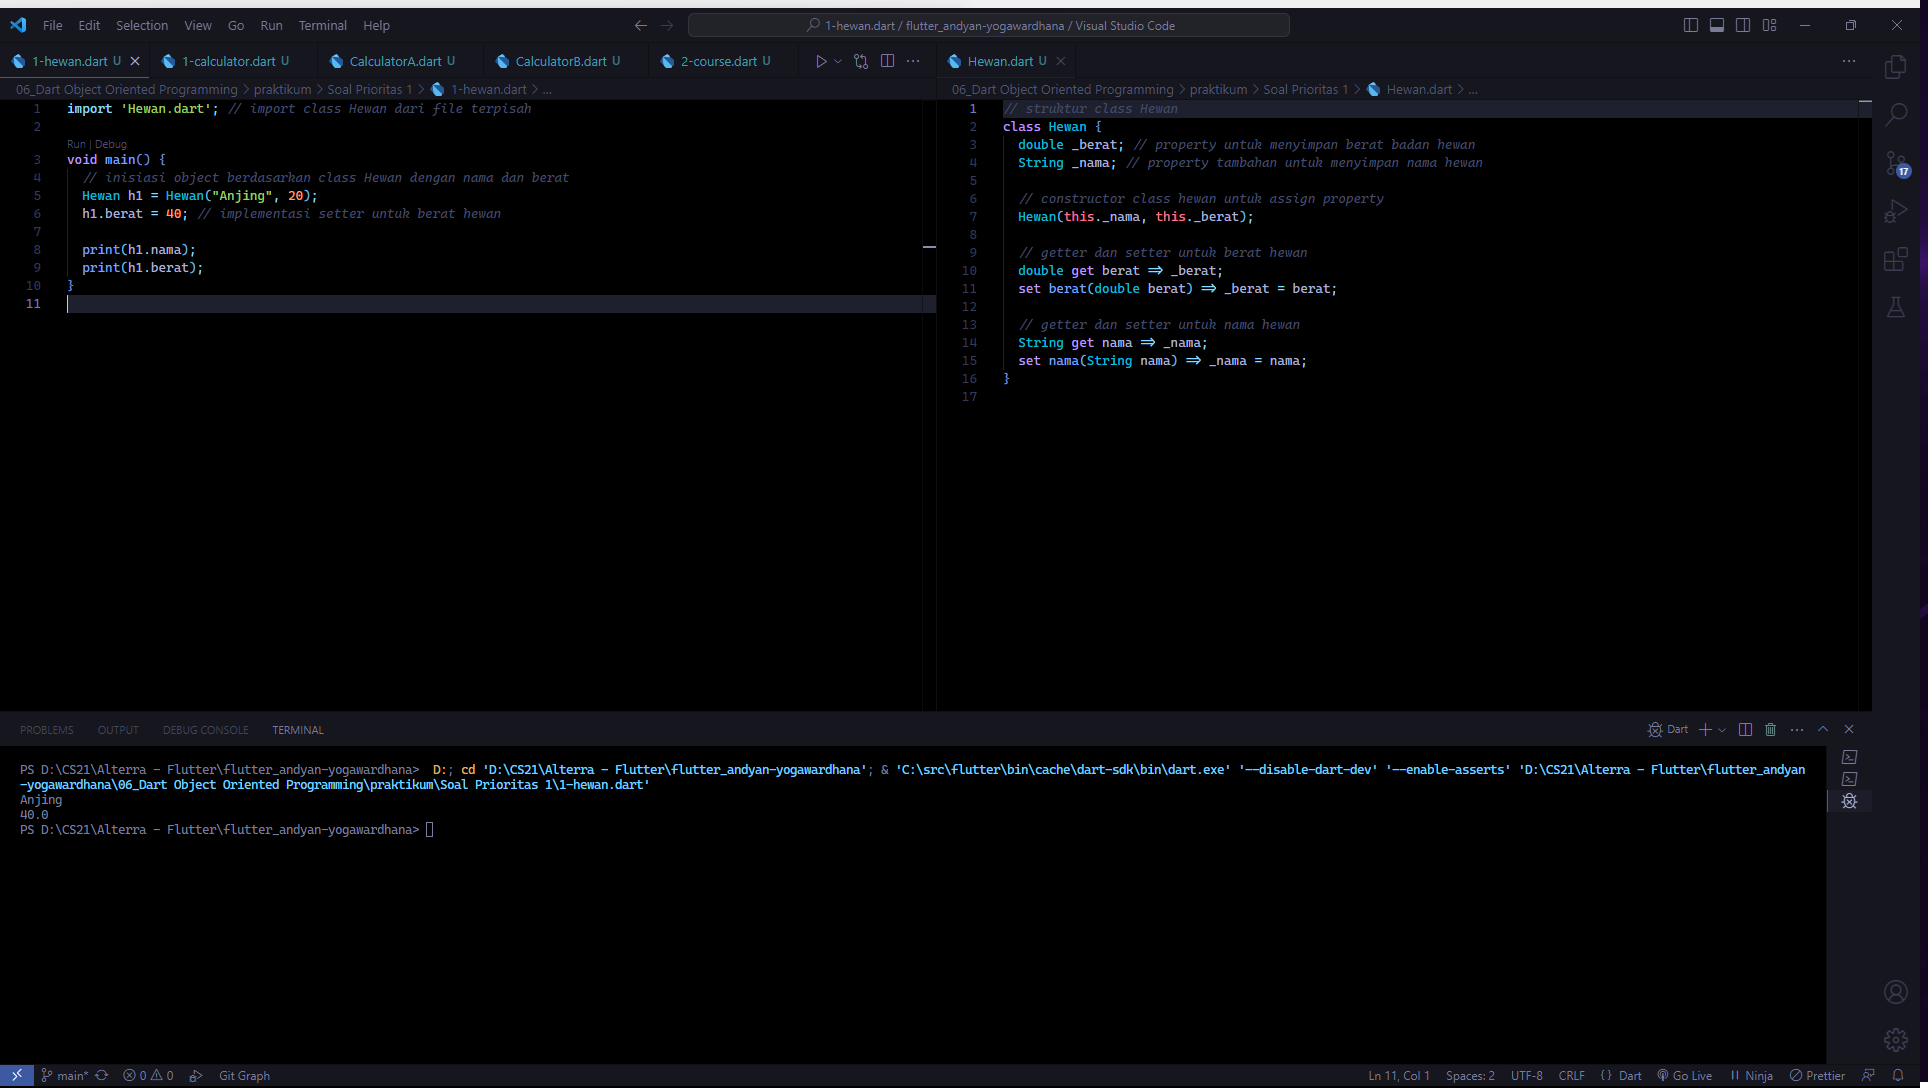 File Edit Selection View Go Run Terminal Help
1-hewan.dart / flutter_andyan-yogawardhana / Visual Studio Code
1-hewan.dart U 1-calculator.dart U CalculatorA.dart U CalculatorB.dart U 2-course.dart U
06_Dart Object Oriented Programming > praktikum > Soal Prioritas 1 > 1-hewan.dart > ...
1 import 'Hewan.dart'; // import class Hewan dari file terpisah
2
Run | Debug
3 void main() {
4 // inisiasi object berdasarkan class Hewan dengan nama dan berat
5 Hewan h1 = Hewan("Anjing", 20);
6 h1.berat = 40; // implementasi setter untuk berat hewan
7
8 print(h1.nama);
9 print(h1.berat);
10 }
11
Hewan.dart U
06_Dart Object Oriented Programming > praktikum > Soal Prioritas 1 > Hewan.dart > ...
1 // struktur class Hewan
2 class Hewan {
3 double _berat; // property untuk menyimpan berat badan hewan
4 String _nama; // property tambahan untuk menyimpan nama hewan
5
6 // constructor class hewan untuk assign property
7 Hewan(this._nama, this._berat);
8
9 // getter dan setter untuk berat hewan
10 double get berat => _berat;
11 set berat(double berat) => _berat = berat;
12
13 // getter dan setter untuk nama hewan
14 String get nama => _nama;
15 set nama(String nama) => _nama = nama;
16 }
17
17
PROBLEMS OUTPUT DEBUG CONSOLE TERMINAL
Dart
PS D:\CS21\Alterra - Flutter\flutter_andyan-yogawardhana> D:; cd 'D:\CS21\Alterra - Flutter\flutter_andyan-yogawardhana'; & 'C:\src\flutter\bin\cache\dart-sdk\bin\dart.exe' '--disable-dart-dev' '--enable-asserts' 'D:\CS21\Alterra - Flutter\flutter_andyan
-yogawardhana\06_Dart Object Oriented Programming\praktikum\Soal Prioritas 1\1-hewan.dart'
Anjing
40.0
PS D:\CS21\Alterra - Flutter\flutter_andyan-yogawardhana>
main* 0 0 Git Graph
Ln 11, Col 1 Spaces: 2 UTF-8 CRLF {} Dart Go Live Ninja Prettier